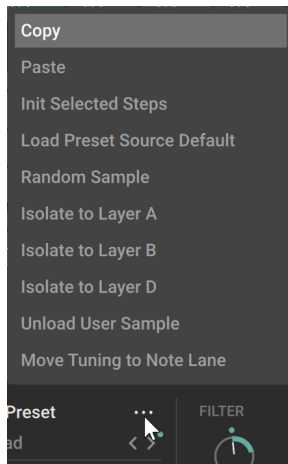 Copy
Paste
Init Selected Steps
Load Preset Source Default
Random Sample
Isolate to Layer A
Isolate to Layer B
Isolate to Layer D
Unload User Sample
Move Tuning to Note Lane
Preset ... FILTER
ad < >